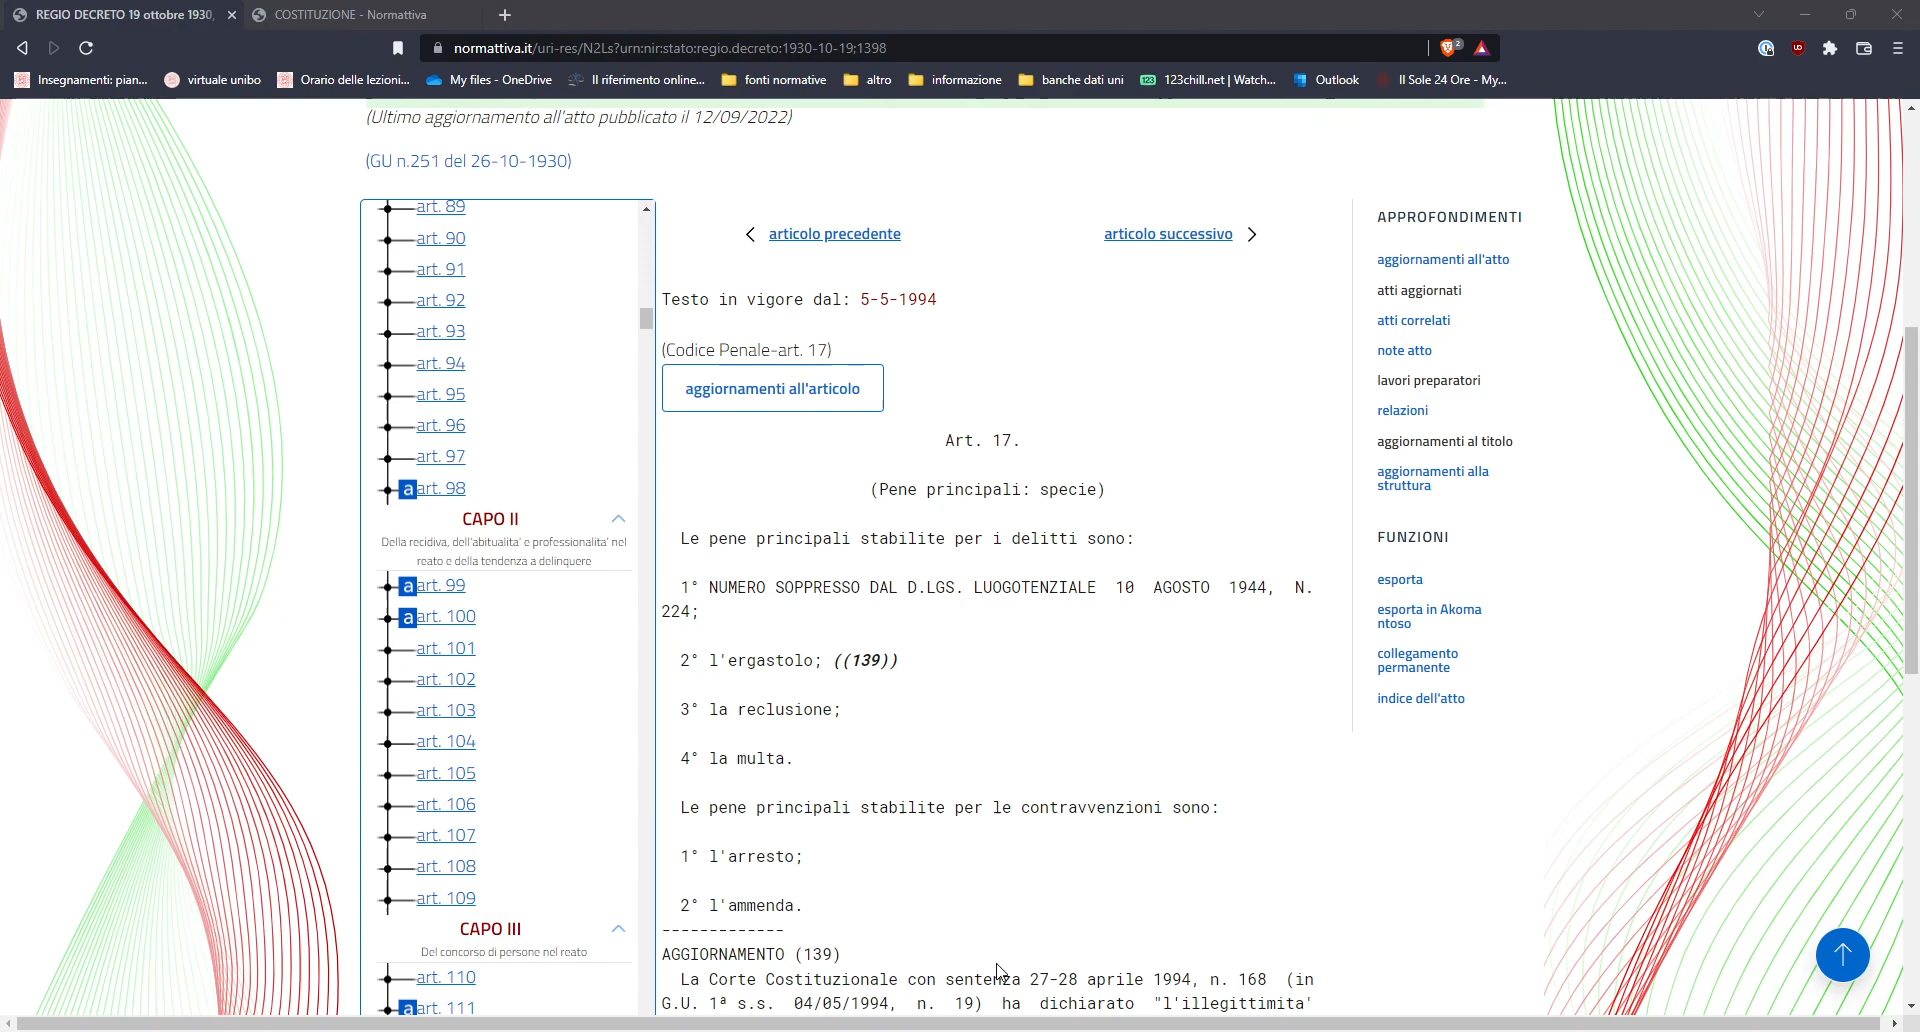 REGIO DECRETO 19 ottobre 1930,
COSTITUZIONE - Normattiva
normattiva.it/uri-res/N2Ls?urn:nir:stato:regio.decreto:1930-10-19;1398
2
Insegnamenti: pian...
virtuale unibo
Orario delle lezioni...
My files - OneDrive
Il riferimento online...
fonti normative
altro
informazione
banche dati uni
123
123chill.net | Watch...
Outlook
Il Sole 24 Ore - My...
(Ultimo aggiornamento all'atto pubblicato il 12/09/2022)
(GU n.251 del 26-10-1930)
art. 89
art. 90
art. 91
art. 92
art. 93
art. 94
art. 95
art. 96
art. 97
a art. 98
CAPO II
Della recidiva, dell'abitualita' e professionalita' nel
reato e della tendenza a delinquere
a art. 99
a art. 100
art. 101
art. 102
art. 103
art. 104
art. 105
art. 106
art. 107
art. 108
art. 109
CAPO III
Del concorso di persone nel reato
art. 110
a art. 111
articolo precedente
articolo successivo
Testo in vigore dal: 5-5-1994
(Codice Penale-art. 17)
aggiornamenti all'articolo
Art. 17.
(Pene principali: specie)
Le pene principali stabilite per i delitti sono:
1° NUMERO SOPPRESSO DAL D.LGS. LUOGOTENZIALE 10 AGOSTO 1944, N.
224;
2° l'ergastolo; ((139))
3° la reclusione;
4° la multa.
Le pene principali stabilite per le contravvenzioni sono:
1° l'arresto;
2° l'ammenda.
-------------
AGGIORNAMENTO (139)
La Corte Costituzionale con sentenza 27-28 aprile 1994, n. 168 (in
G.U. 1ª s.s. 04/05/1994, n. 19) ha dichiarato "l'illegittimita'
APPROFONDIMENTI
aggiornamenti all'atto
atti aggiornati
atti correlati
note atto
lavori preparatori
relazioni
aggiornamenti al titolo
aggiornamenti alla
struttura
FUNZIONI
esporta
esporta in Akoma
ntoso
collegamento
permanente
indice dell'atto